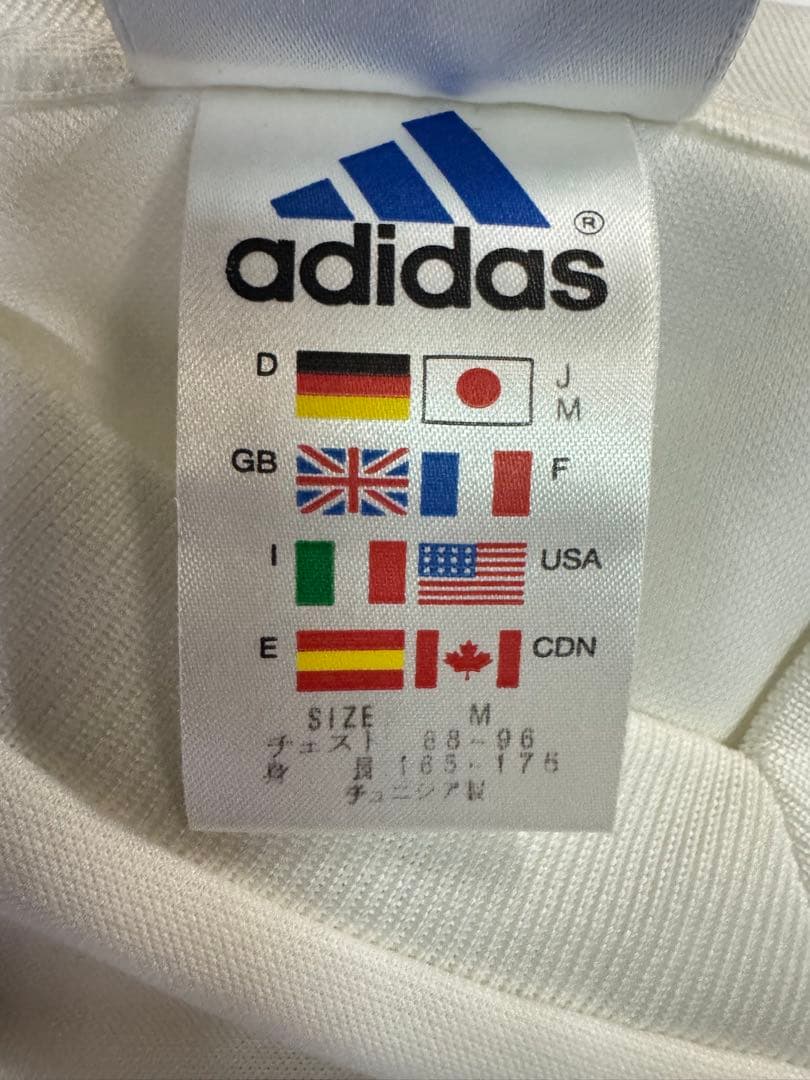 adidas®
D J
M
GB F
I USA
E CDN
SIZE M
チェスト 88-96
身長 165-175
チュニジア製